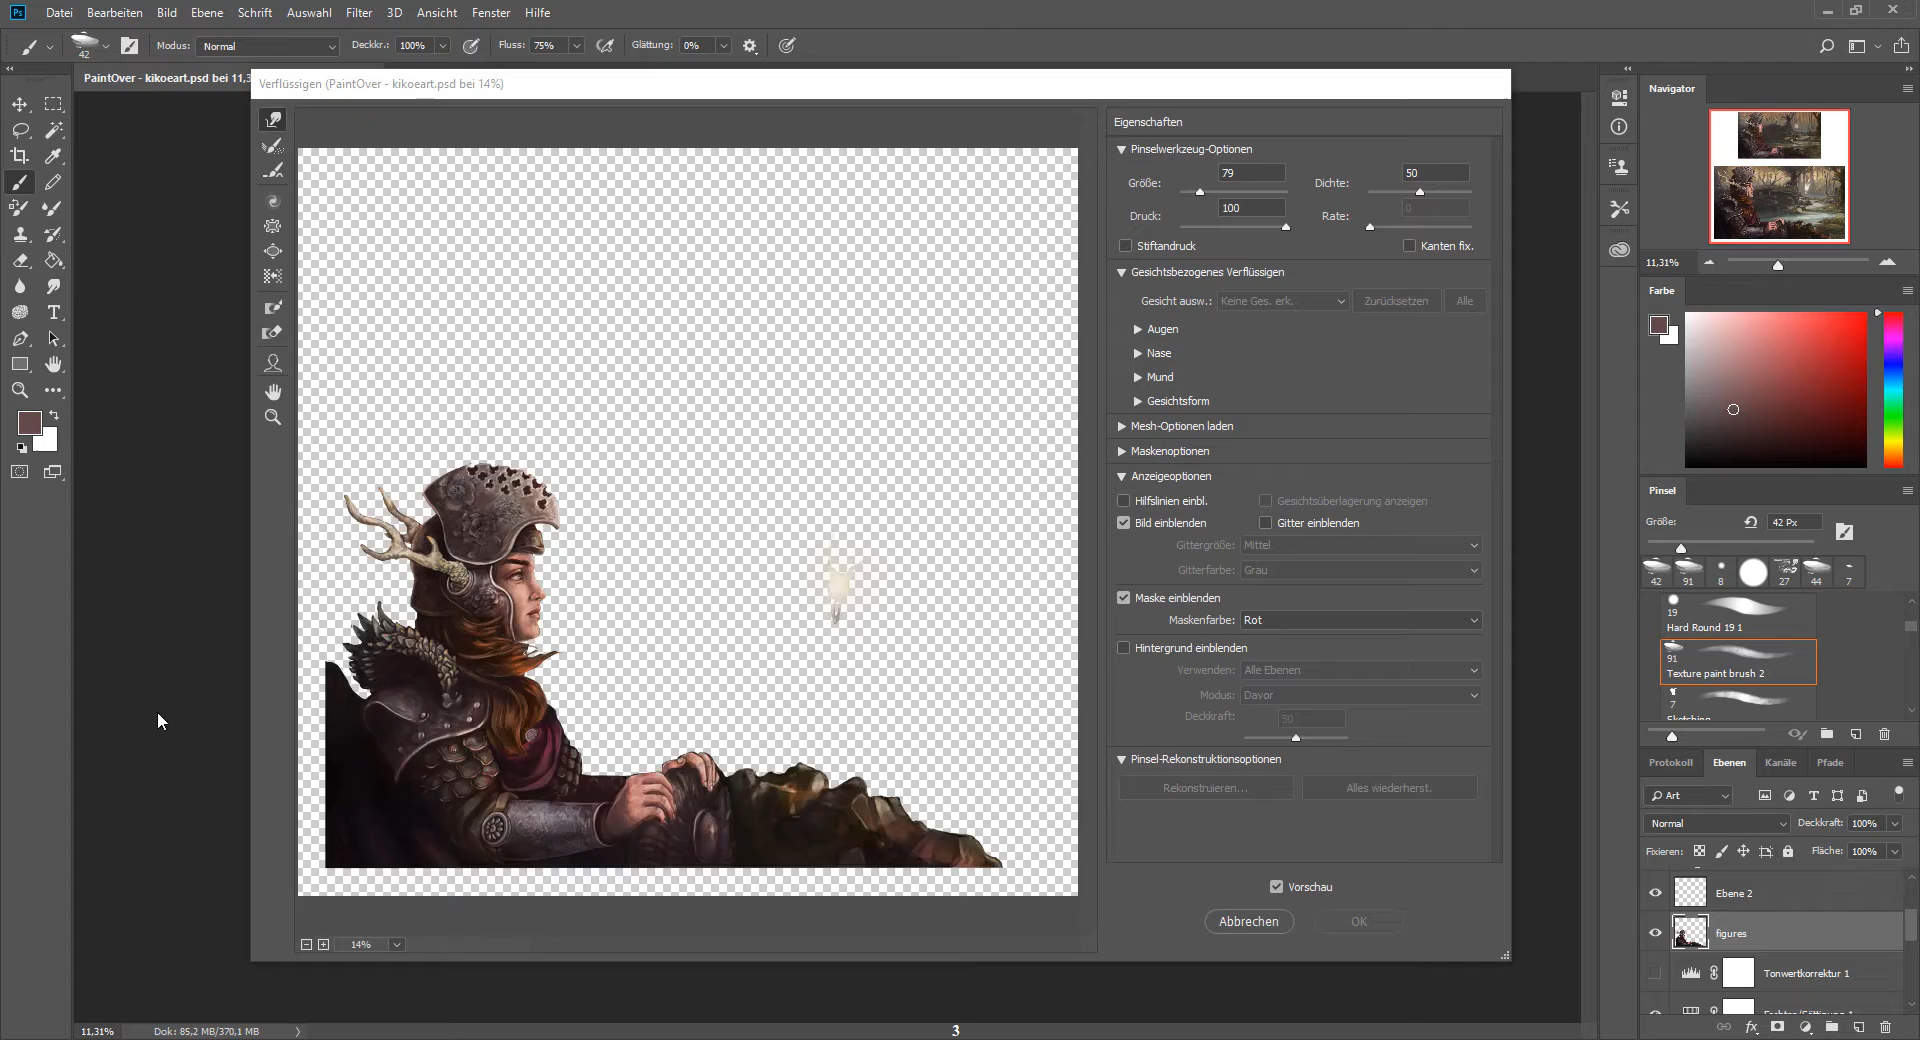 Ps Datei Bearbeiten Bild Ebene Schrift Auswahl Filter 3D Ansicht Fenster Hilfe
42 Modus: Normal Deckkr.: 100% Fluss: 75% Glättung: 0%
PaintOver - kikoeart.psd bei 11,3
Verflüssigen (PaintOver - kikoeart.psd bei 14%)
Eigenschaften
Pinselwerkzeug-Optionen
Größe: 79 Dichte: 50
Druck: 100 Rate: 0
Stiftandruck Kanten fix.
Gesichtsbezogenes Verflüssigen
Gesicht ausw.: Keine Ges. erk. Zurücksetzen Alle
Augen
Nase
Mund
Gesichtsform
Mesh-Optionen laden
Maskenoptionen
Anzeigeoptionen
Hilfslinien einbl. Gesichtsüberlagerung anzeigen
Bild einblenden Gitter einblenden
Gittergröße: Mittel
Gitterfarbe: Grau
Maske einblenden
Maskenfarbe: Rot
Hintergrund einblenden
Verwenden: Alle Ebenen
Modus: Davor
Deckkraft: 50
Pinsel-Rekonstruktionsoptionen
Rekonstruieren... Alles wiederherst.
Vorschau
Abbrechen OK
14%
Navigator
11,31%
Farbe
Pinsel
Größe: 42 Px
42 91 8 27 44 7
19
Hard Round 19 1
91
Texture paint brush 2
7
Sketching
Protokoll Ebenen Kanäle Pfade
Art
Normal Deckkraft: 100%
Fixieren: Fläche: 100%
Ebene 2
figures
Tonwertkorrektur 1
Farbton/Sättigung 1
11,31% Dok: 85,2 MB/370,1 MB
3